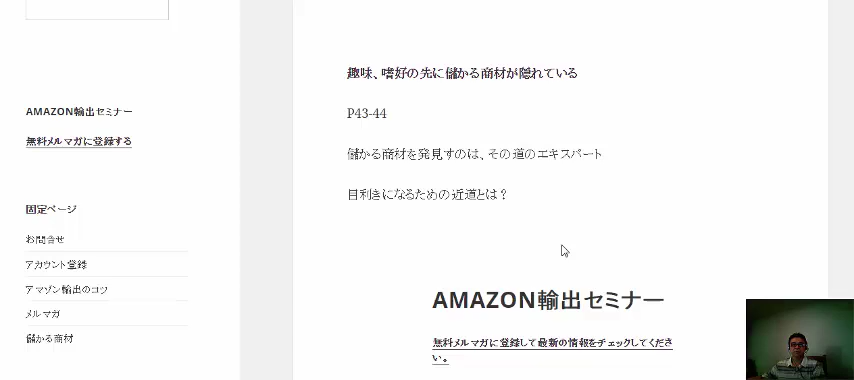 AMAZON輸出セミナー
無料メルマガに登録する
固定ページ
お問合せ
アカウント登録
アマゾン輸出のコツ
メルマガ
儲かる商材
趣味、嗜好の先に儲かる商材が隠れている
P43-44
儲かる商材を発見すのは、その道のエキスパート
目利きになるための近道とは？
AMAZON輸出セミナー
無料メルマガに登録して最新の情報をチェックしてくださ
い。